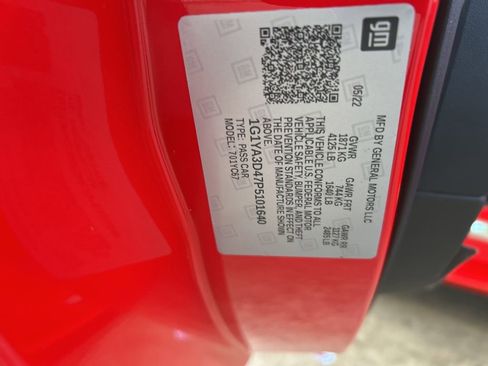 gm
05/22
MFD BY GENERAL MOTORS LLC
GVWR GAWR FRT GAWR RR
1871 KG 744 KG 1127 KG
4125 LB 1640 LB 2485 LB
THIS VEHICLE CONFORMS TO ALL
APPLICABLE U.S. FEDERAL MOTOR
VEHICLE SAFETY, BUMPER, AND THEFT
PREVENTION STANDARDS IN EFFECT ON
THE DATE OF MANUFACTURE SHOWN
ABOVE.
1G1YA3D47P5101640
TYPE: PASS CAR
MODEL: 701YC67